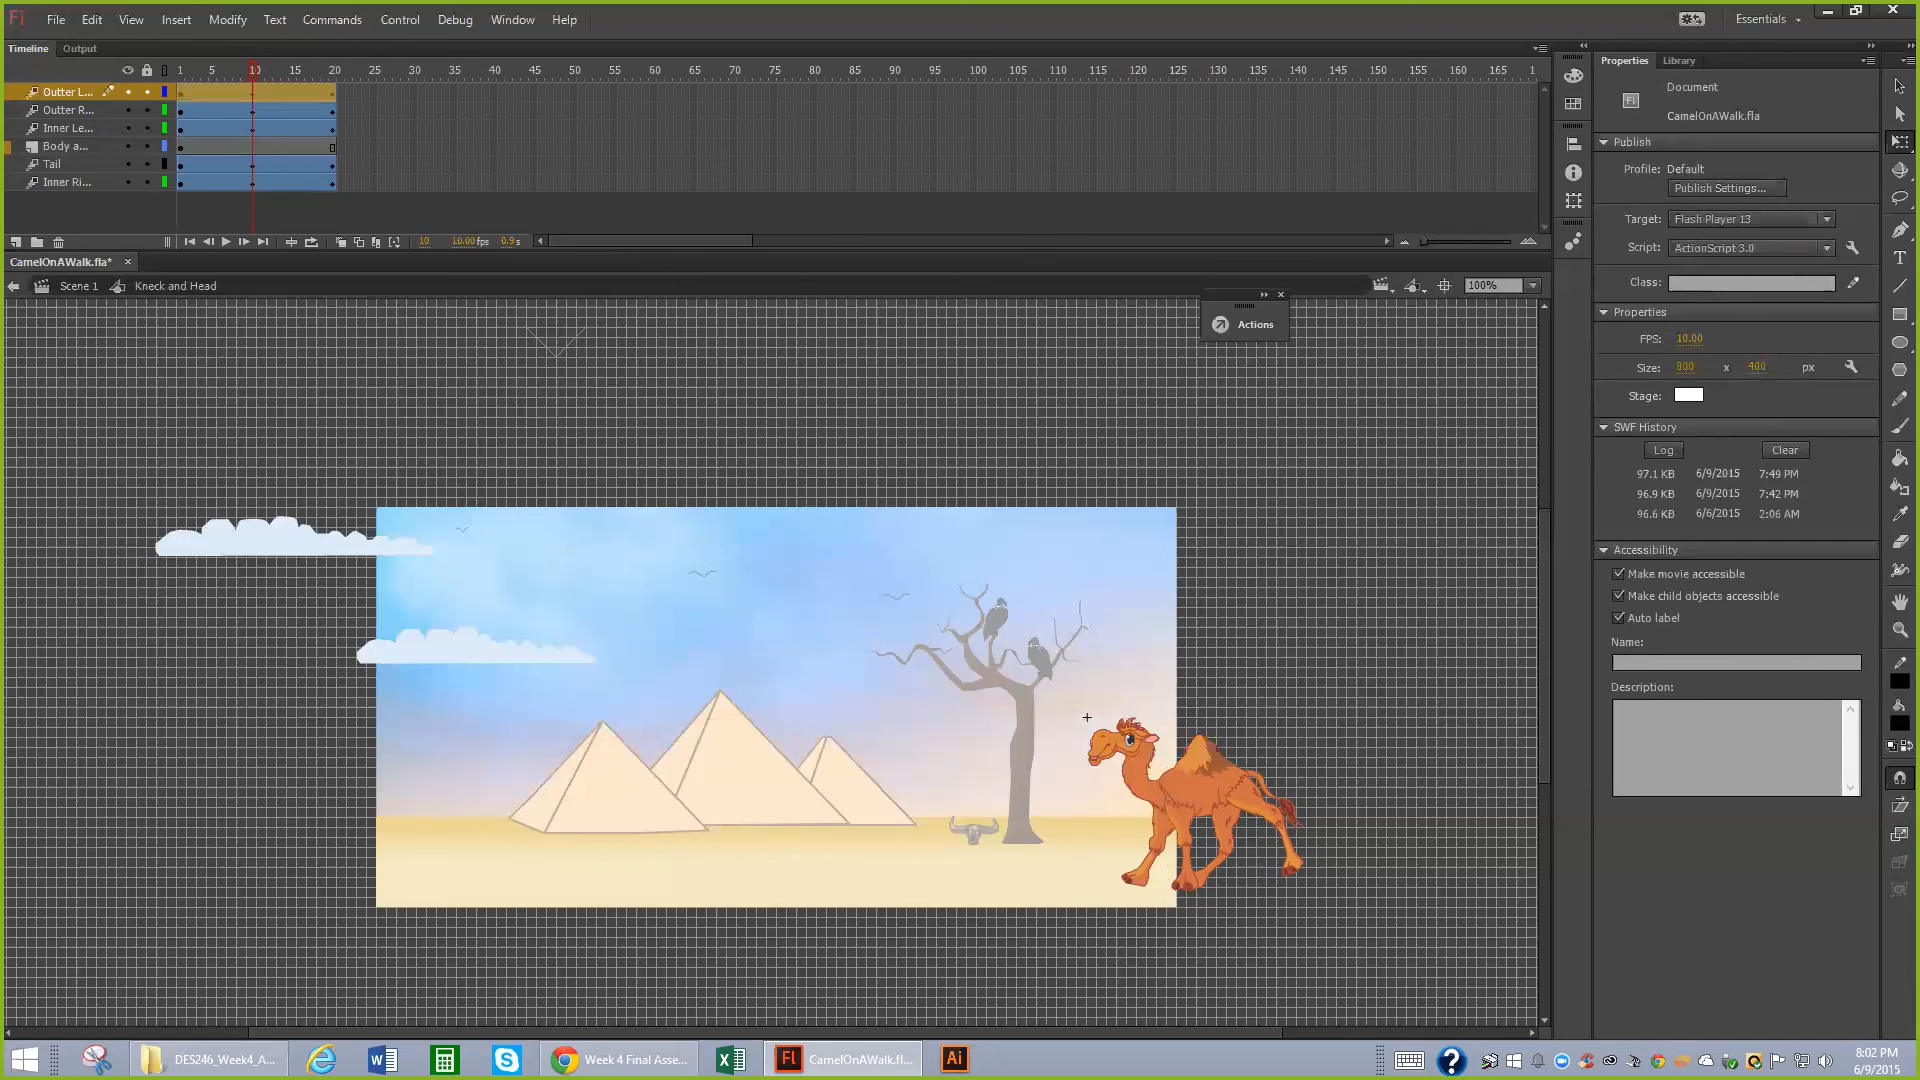 Fl File Edit View Insert Modify Text Commands Control Debug Window Help Essentials
Timeline Output
1 5 10 15 20 25 30 35 40 45 50 55 60 65 70 75 80 85 90 95 100 105 110 115 120 125 130 135 140 145 150 155 160 165 1
Outter L...
Outter R...
Inner Le...
Body a...
Tail
Inner Ri...
10 10.00 fps 0.9 s
CamelOnAWalk.fla* ×
Scene 1 Kneck and Head 100%
Actions
Properties Library
Document
Fl
CamelOnAWalk.fla
Publish
Profile: Default
Publish Settings...
Target: Flash Player 13
Script: ActionScript 3.0
Class:
Properties
FPS: 10.00
Size: 800 x 400 px
Stage:
SWF History
Log Clear
97.1 KB 6/9/2015 7:49 PM
96.9 KB 6/9/2015 7:42 PM
96.6 KB 6/6/2015 2:06 AM
Accessibility
Make movie accessible
Make child objects accessible
Auto label
Name:
Description:
T
DES246_Week4_A...
Week 4 Final Asse...
Fl CamelOnAWalk.fl...
Ai
8:02 PM
6/9/2015